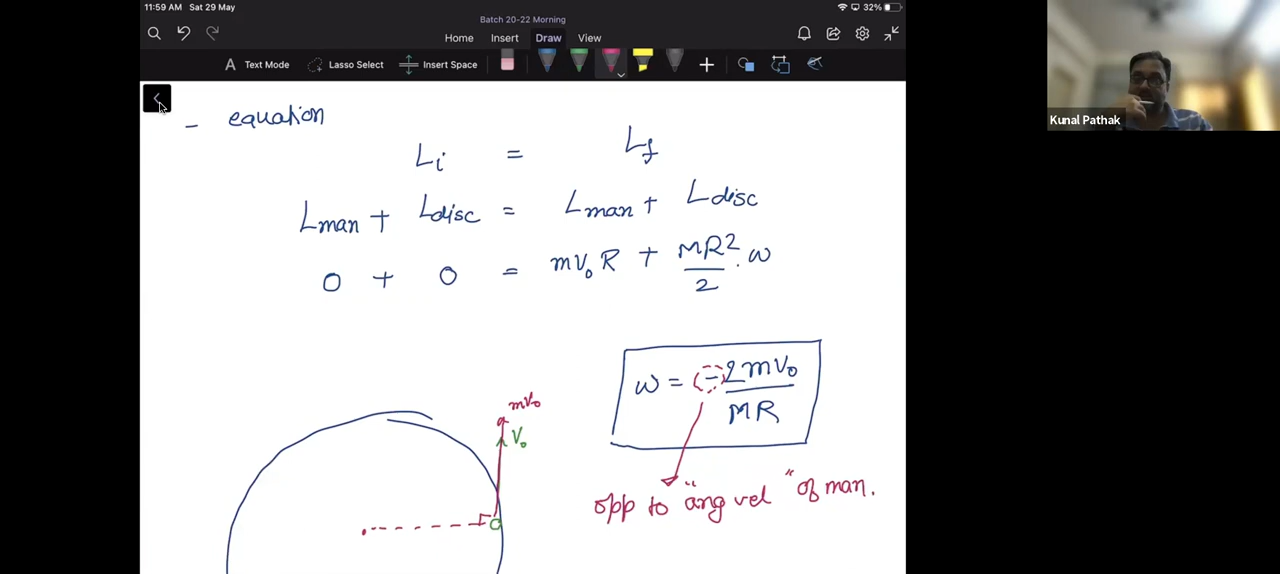 11:59 AM Sat 29 May
32%
Batch 20-22 Morning
Home Insert Draw View
Text Mode Lasso Select Insert Space
Kunal Pathak
- equation
Li = Lf
Lman + Ldisc = Lman + Ldisc
0 + 0 = mv₀R + MR²/2 · ω
ω = -2mv₀/MR
mv₀
v₀
opp to "ang vel" of man.